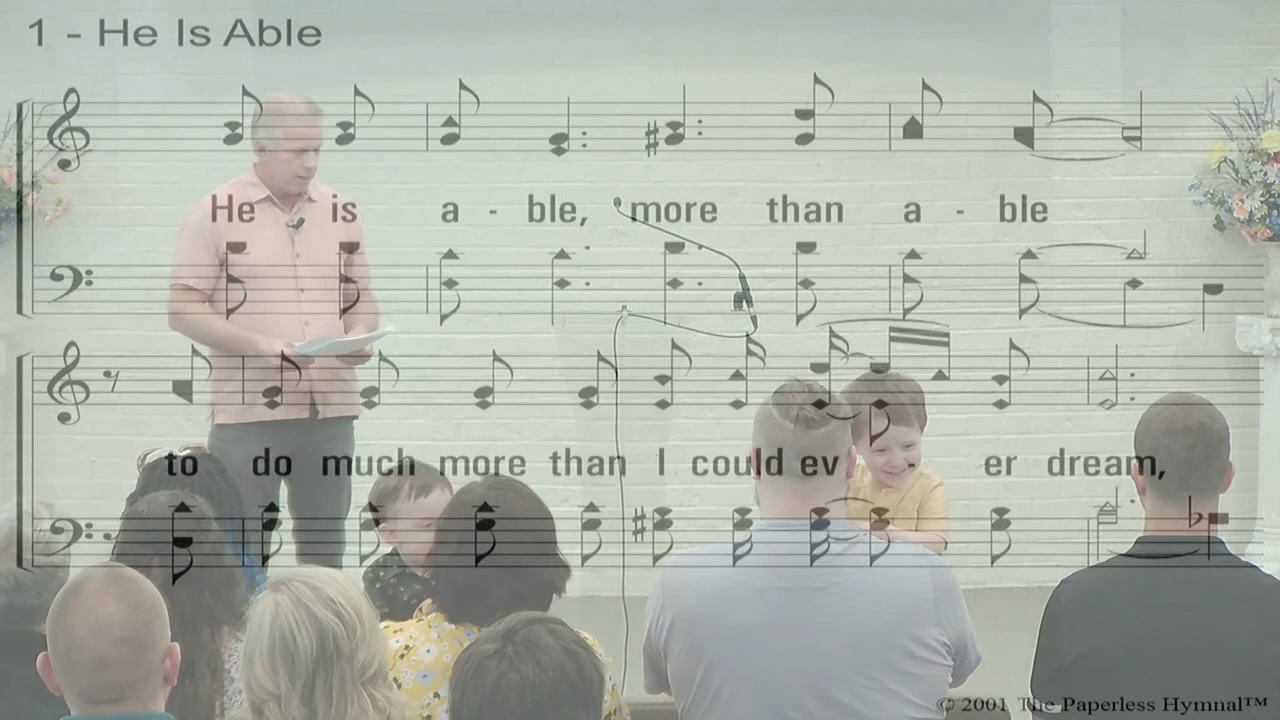 1 - He Is Able
He is a - ble, more than a - ble
to do much more than I could ev er dream,
© 2001 The Paperless Hymnal™